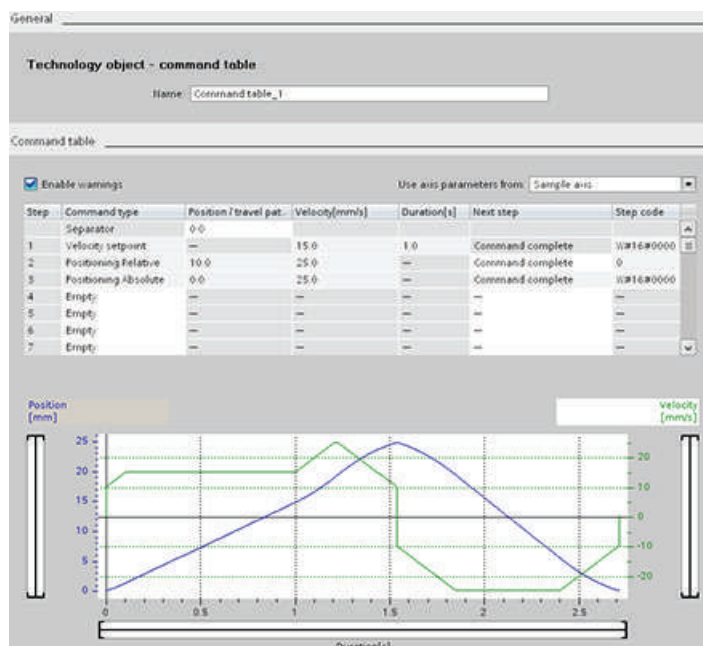 General
Technology object - command table
Name: Command table_1
Command table
Enable warnings
Use axis parameters from: Sample axis
Step Command type Position / travel pat.. Velocity[mm/s] Duration[s] Next step Step code
Separator 0.0
1 Velocity setpoint — 15.0 1.0 Command complete W#16#0000
2 Positioning Relative 10.0 25.0 — Command complete 0
3 Positioning Absolute 0.0 25.0 — Command complete W#16#0000
4 Empty — — — — —
5 Empty — — — — —
6 Empty — — — — —
7 Empty — — — — —
Position
[mm]
Velocity
[mm/s]
25
20
15
10
5
0
20
10
0
-10
-20
0 0.5 1 1.5 2 2.5
Duration[s]